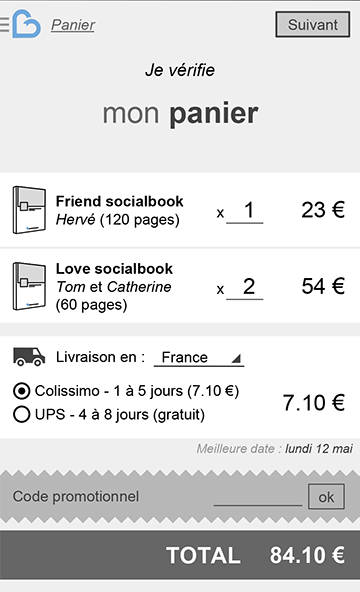 Panier
Suivant
Je vérifie
mon panier
Friend socialbook
Hervé (120 pages)
x 1
23 €
Love socialbook
Tom et Catherine
(60 pages)
x 2
54 €
Livraison en : France
Colissimo - 1 à 5 jours (7.10 €)
UPS - 4 à 8 jours (gratuit)
7.10 €
Meilleure date : lundi 12 mai
Code promotionnel
ok
TOTAL 84.10 €